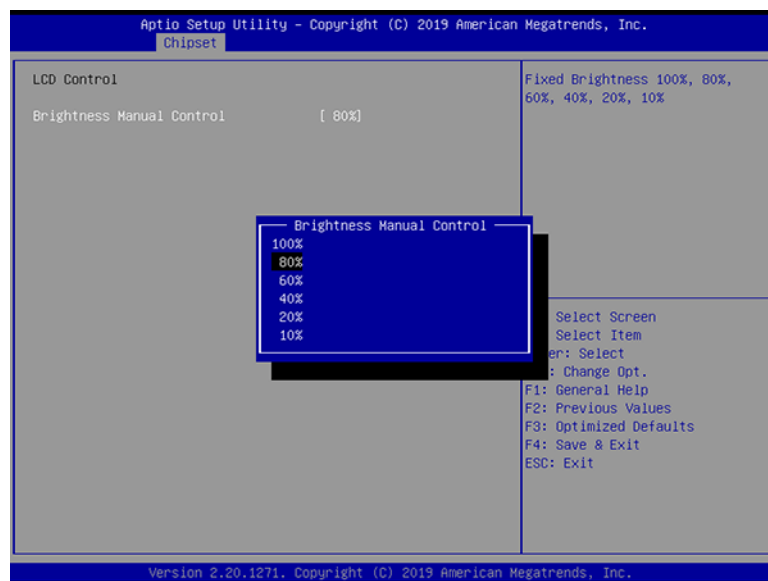 Aptio Setup Utility – Copyright (C) 2019 American Megatrends, Inc.
Chipset
LCD Control
Brightness Manual Control [ 80%]
Fixed Brightness 100%, 80%,
60%, 40%, 20%, 10%
Brightness Manual Control
100%
80%
60%
40%
20%
10%
Select Screen
Select Item
er: Select
: Change Opt.
F1: General Help
F2: Previous Values
F3: Optimized Defaults
F4: Save & Exit
ESC: Exit
Version 2.20.1271. Copyright (C) 2019 American Megatrends, Inc.